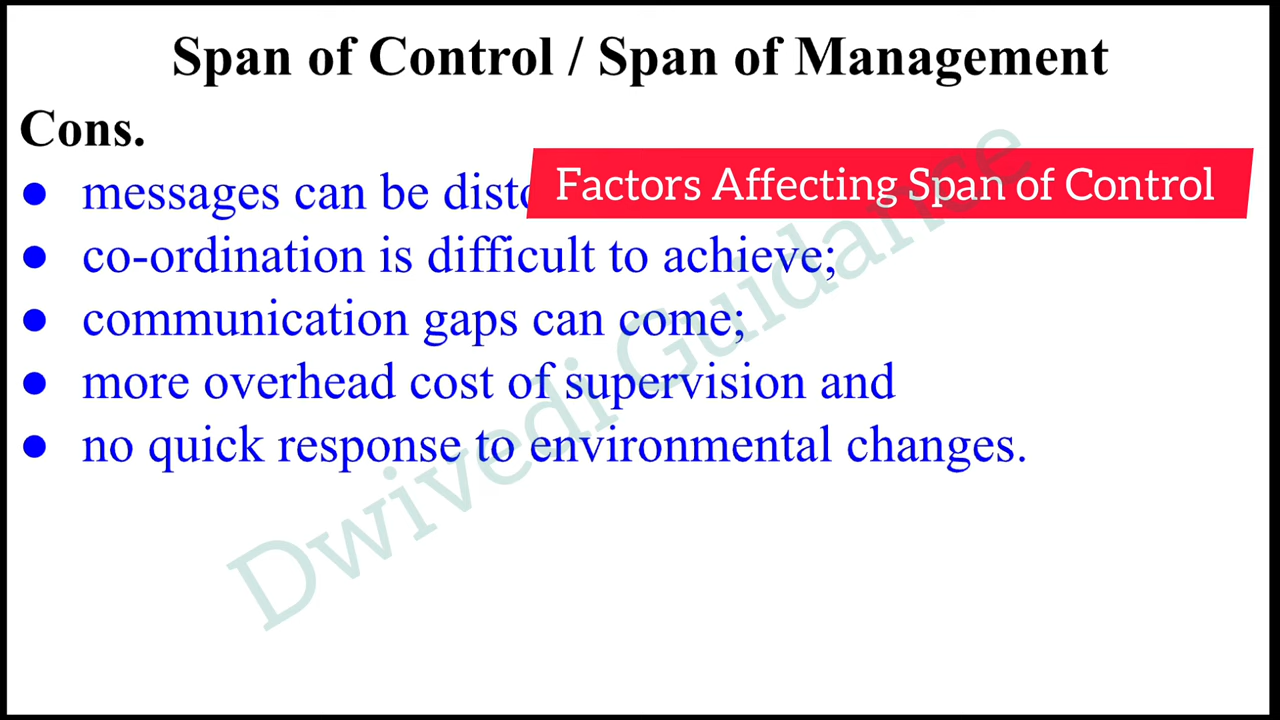 Span of Control / Span of Management
Cons.
● messages can be
Factors Affecting Span of Control
● co-ordination is difficult to achieve;
● communication gaps can come;
● more overhead cost of supervision and
● no quick response to environmental changes.
Dwivedi Guidance